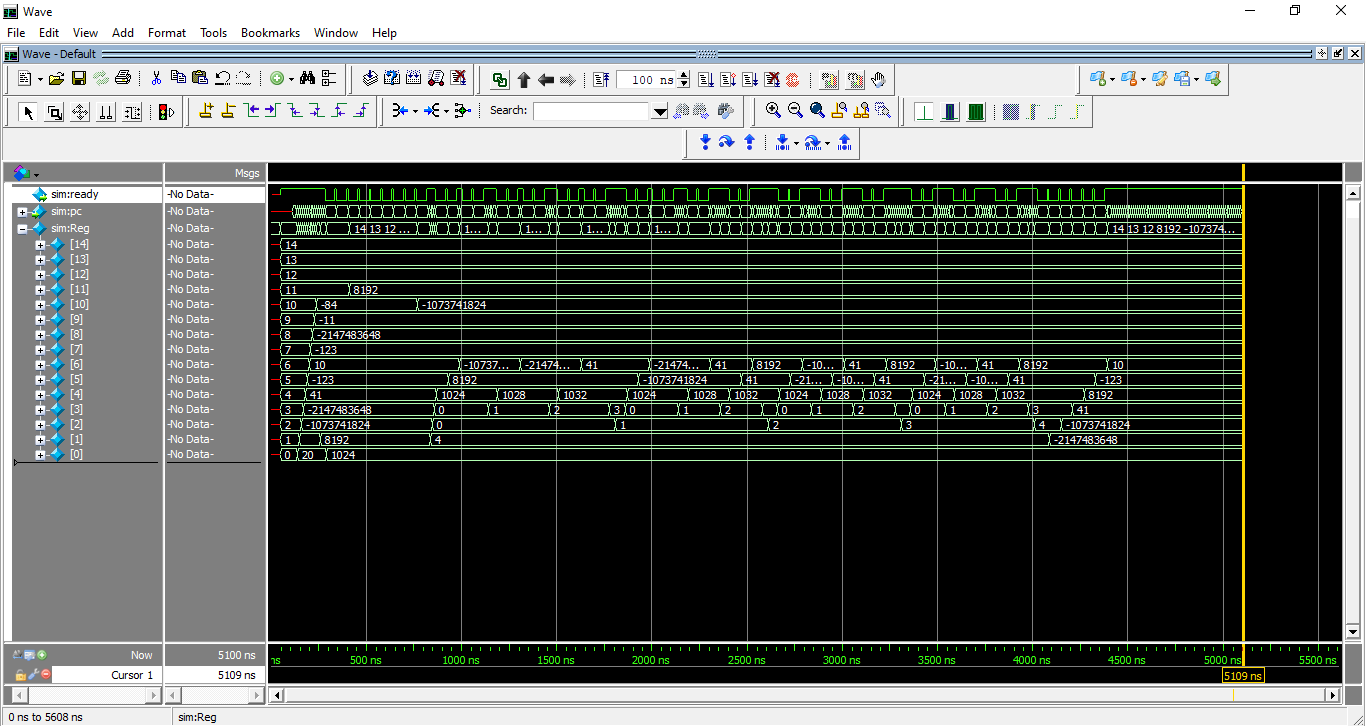 Wave
File Edit View Add Format Tools Bookmarks Window Help
Wave - Default
100 ns
Search:
Msgs
sim:ready -No Data-
sim:pc -No Data-
sim:Reg -No Data- 14 13 12 ... 1... 1... 1... 1... 14 13 12 8192 -107374...
[14] -No Data- 14
[13] -No Data- 13
[12] -No Data- 12
[11] -No Data- 11 8192
[10] -No Data- 10 -84 -1073741824
[9] -No Data- 9 -11
[8] -No Data- 8 -2147483648
[7] -No Data- 7 -123
[6] -No Data- 6 10 -10737... -21474... 41 -21474... 41 8192 -10... 41 8192 -10... 41 8192 10
[5] -No Data- 5 -123 8192 -1073741824 41 -21... -10... 41 -21... -10... 41 -123
[4] -No Data- 4 41 1024 1028 1032 1024 1028 1032 1024 1028 1032 1024 1028 1032 8192
[3] -No Data- 3 -2147483648 0 1 2 3 0 1 2 0 1 2 0 1 2 3 41
[2] -No Data- 2 -1073741824 0 1 2 3 4 -1073741824
[1] -No Data- 1 8192 4 -2147483648
[0] -No Data- 0 20 1024
Now 5100 ns ns 500 ns 1000 ns 1500 ns 2000 ns 2500 ns 3000 ns 3500 ns 4000 ns 4500 ns 5000 ns 5500 ns
Cursor 1 5109 ns 5109 ns
0 ns to 5608 ns sim:Reg